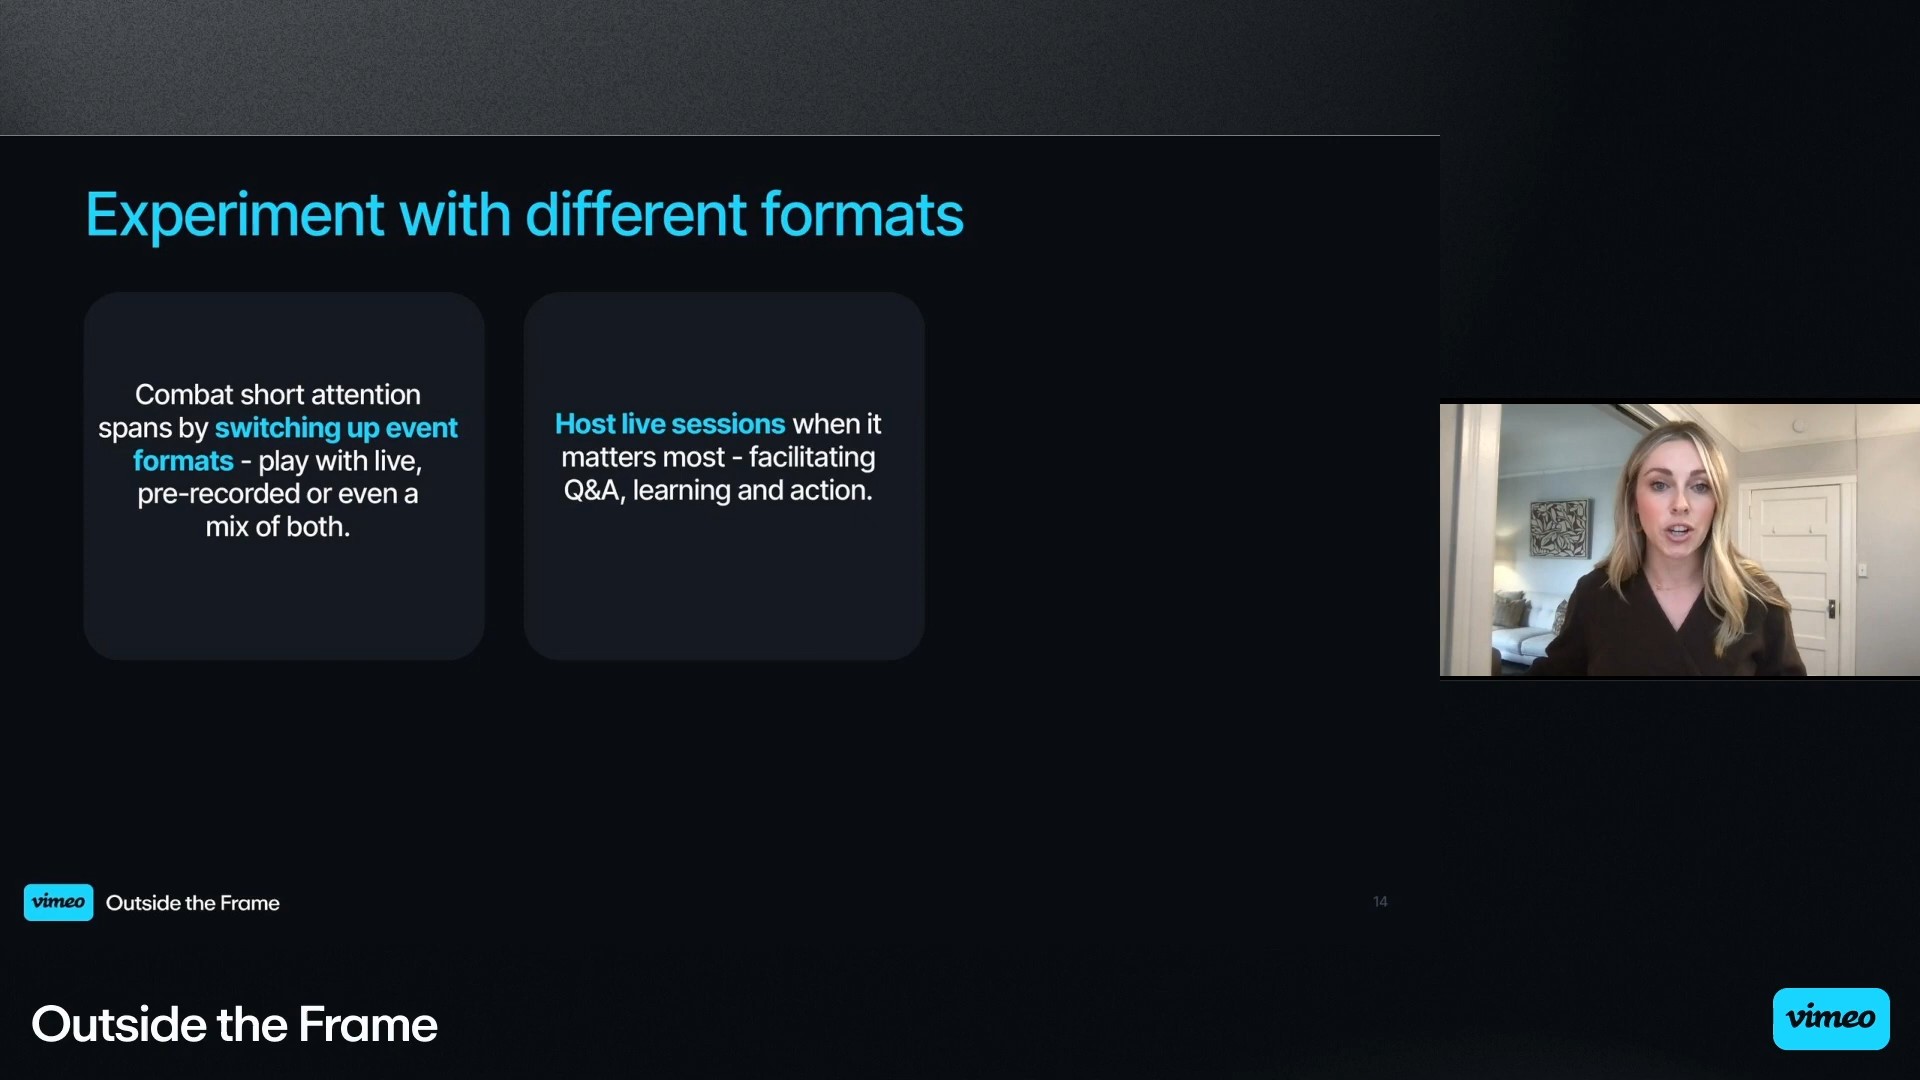 Experiment with different formats
Combat short attention
spans by switching up event
formats - play with live,
pre-recorded or even a
mix of both.
Host live sessions when it
matters most - facilitating
Q&A, learning and action.
vimeo Outside the Frame
14
Outside the Frame
vimeo